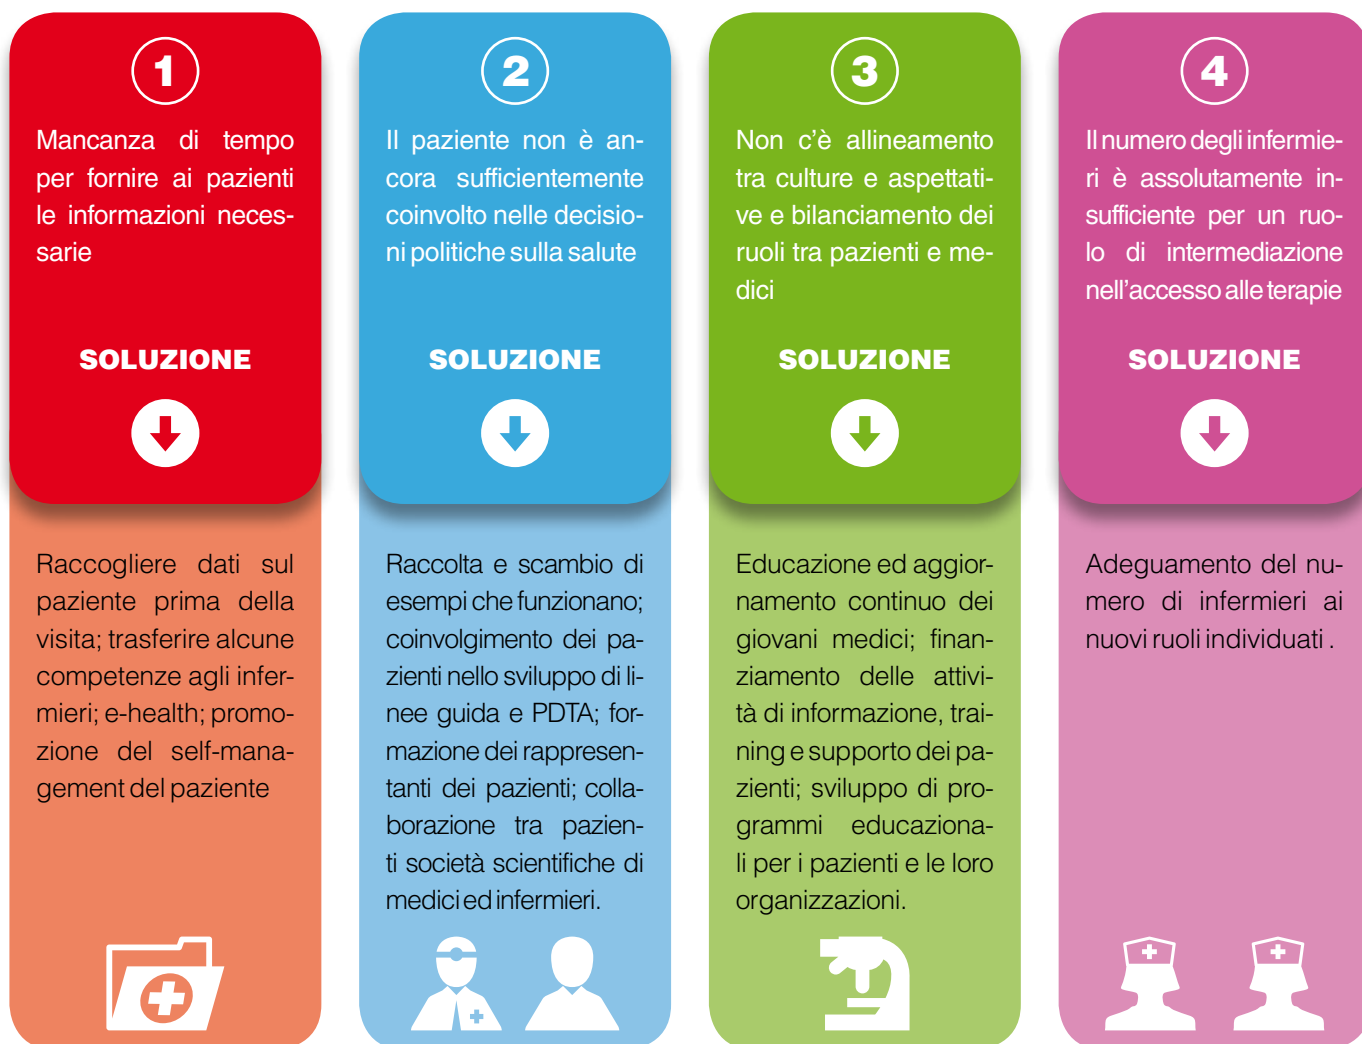 1
Mancanza di tempo
per fornire ai pazienti
le informazioni neces-
sarie
SOLUZIONE
Raccogliere dati sul
paziente prima della
visita; trasferire alcune
competenze agli infer-
mieri; e-health; promo-
zione del self-mana-
gement del paziente
2
Il paziente non è an-
cora sufficientemente
coinvolto nelle decisio-
ni politiche sulla salute
SOLUZIONE
Raccolta e scambio di
esempi che funzionano;
coinvolgimento dei pa-
zienti nello sviluppo di li-
nee guida e PDTA; for-
mazione dei rappresen-
tanti dei pazienti; colla-
borazione tra pazien-
ti società scientifiche di
medici ed infermieri.
3
Non c'è allineamento
tra culture e aspettati-
ve e bilanciamento dei
ruoli tra pazienti e me-
dici
SOLUZIONE
Educazione ed aggior-
namento continuo dei
giovani medici; finan-
ziamento delle attivi-
tà di informazione, trai-
ning e supporto dei pa-
zienti; sviluppo di pro-
grammi educaziona-
li per i pazienti e le loro
organizzazioni.
4
Il numero degli infermie-
ri è assolutamente in-
sufficiente per un ruo-
lo di intermediazione
nell'accesso alle terapie
SOLUZIONE
Adeguamento del nu-
mero di infermieri ai
nuovi ruoli individuati .